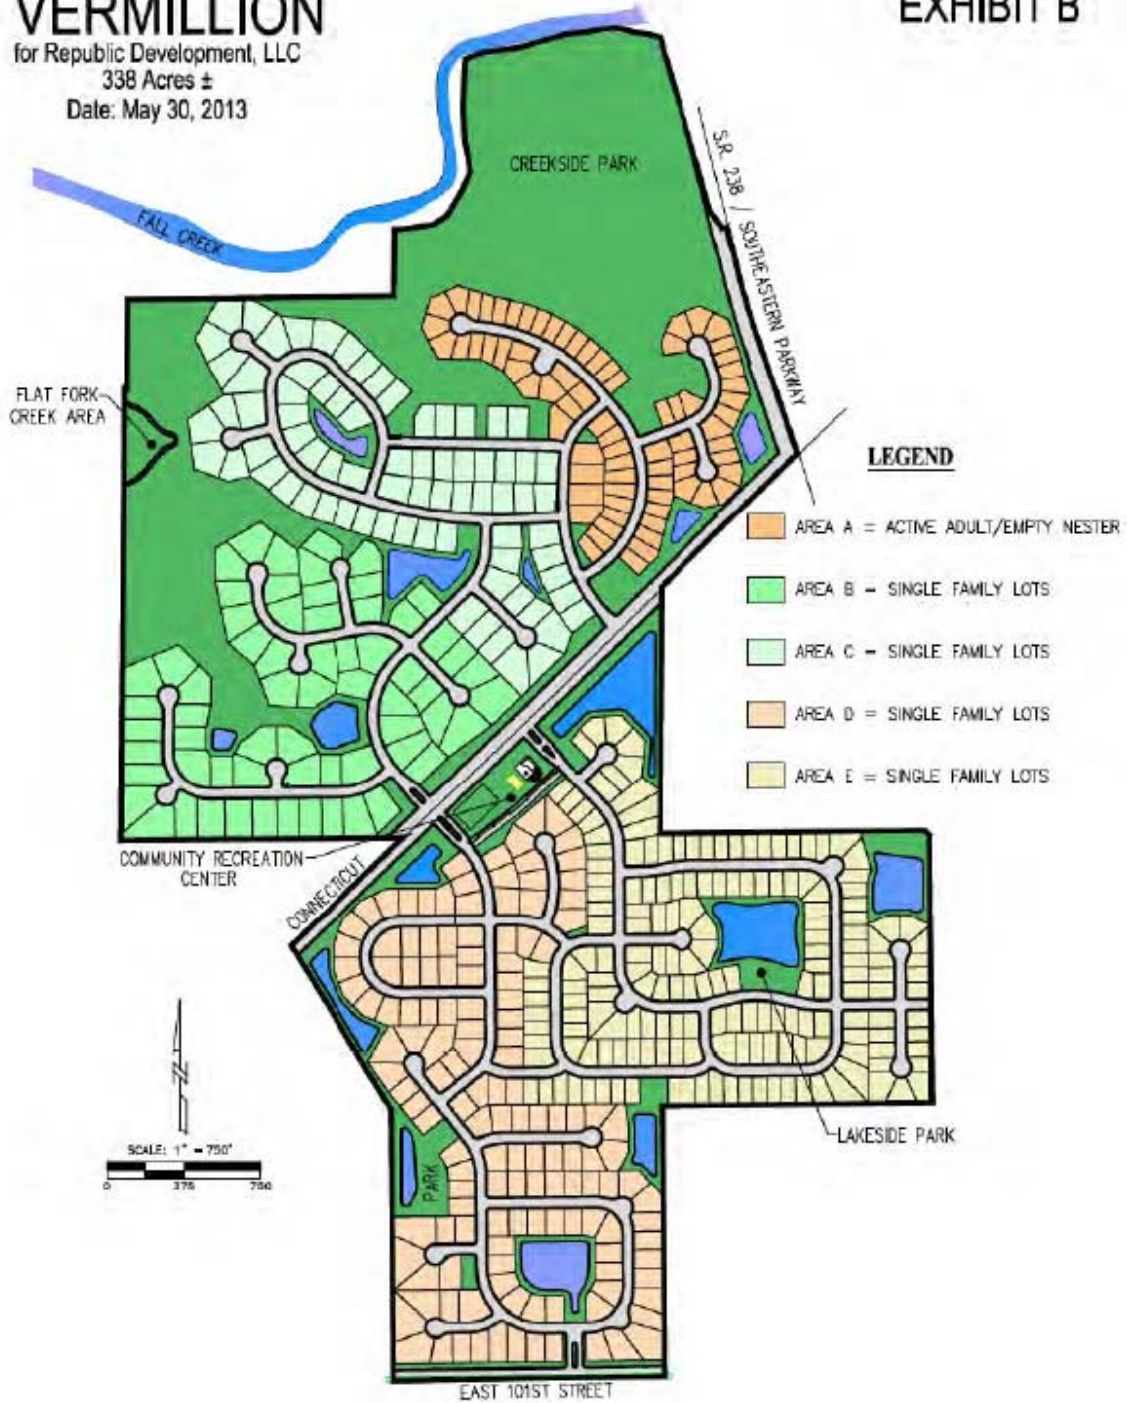 VERMILLION
EXHIBIT B
for Republic Development, LLC
338 Acres ±
Date: May 30, 2013
CREEKSIDE PARK
S.R. 238 / SOUTHEASTERN PARKWAY
FALL CREEK
FLAT FORK
CREEK AREA
LEGEND
AREA A = ACTIVE ADULT/EMPTY NESTER
AREA B = SINGLE FAMILY LOTS
AREA C = SINGLE FAMILY LOTS
AREA D = SINGLE FAMILY LOTS
AREA E = SINGLE FAMILY LOTS
COMMUNITY RECREATION
CENTER
CONNECTICUT
SCALE: 1" = 750'
0 375 750
LAKESIDE PARK
PARK
EAST 101ST STREET